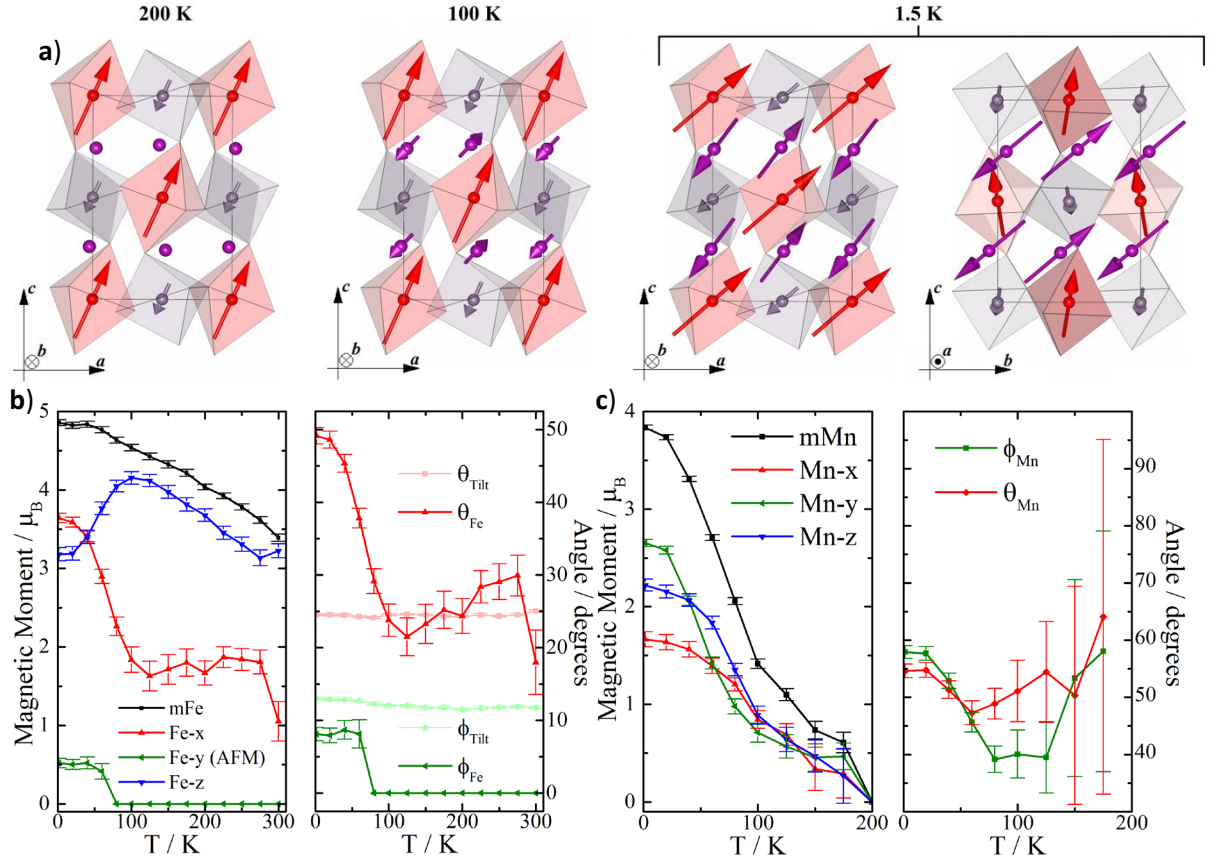 200 K
100 K
1.5 K
a)
c
b
a
c
b
a
c
b
a
c
a
b
b)
Magnetic Moment / μB
5
4
3
2
1
0
mFe
Fe-x
Fe-y (AFM)
Fe-z
0 100 200 300
T / K
θTilt
θFe
ϕTilt
ϕFe
50
40
30
20
10
0
Angle / degrees
0 100 200 300
T / K
c)
Magnetic Moment / μB
4
3
2
1
0
mMn
Mn-x
Mn-y
Mn-z
0 100 200
T / K
ϕMn
θMn
90
80
70
60
50
40
Angle / degrees
0 100 200
T / K